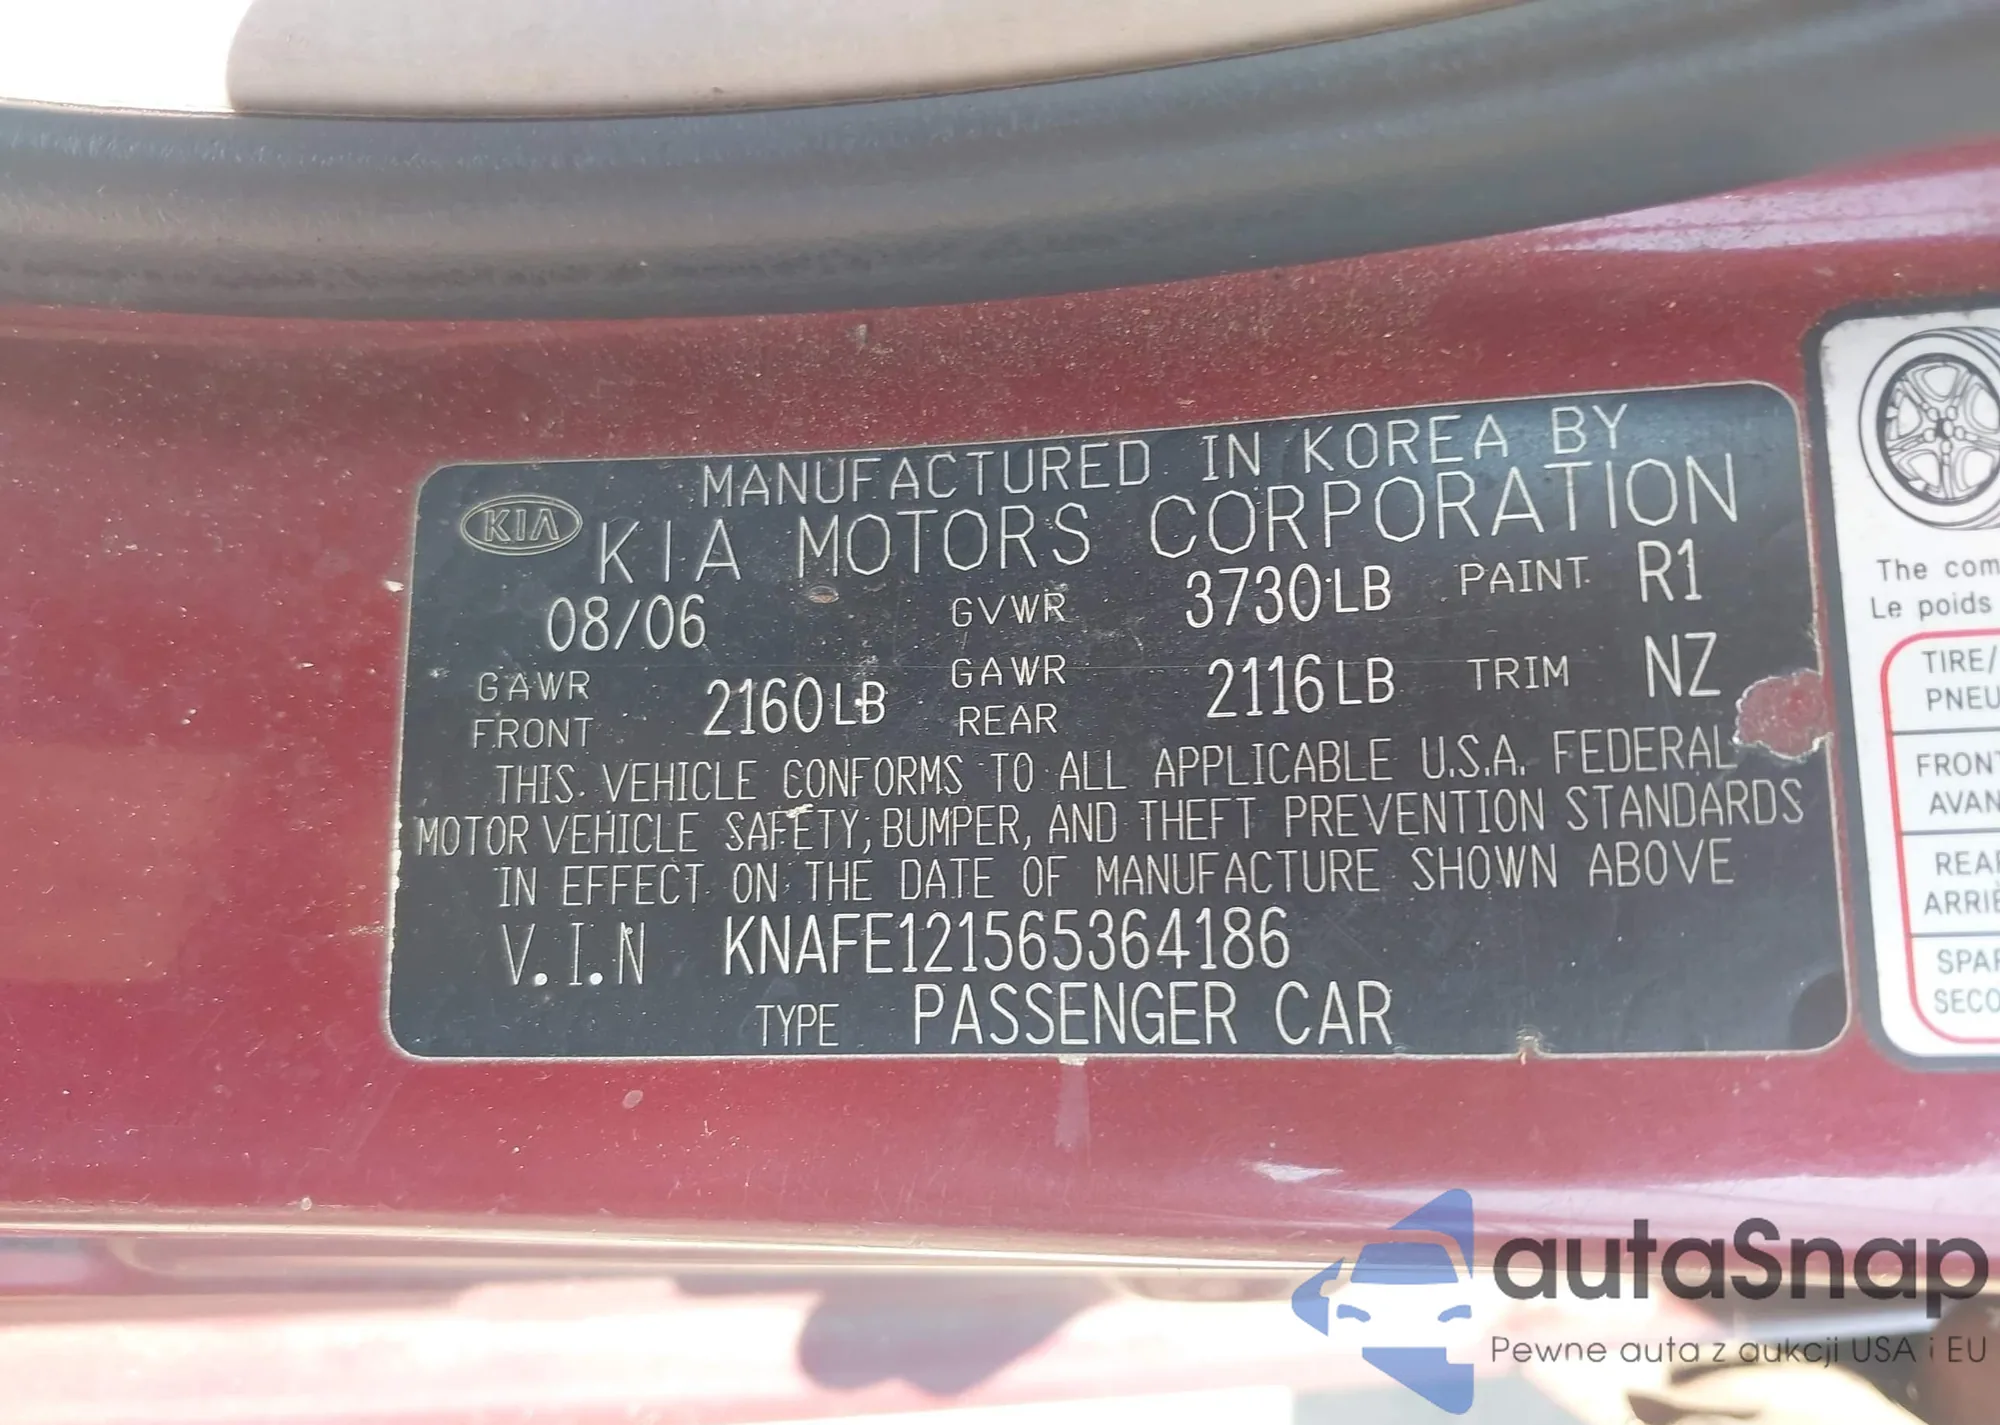 MANUFACTURED IN KOREA BY
KIA KIA MOTORS CORPORATION
08/06 GVWR 3730LB PAINT R1
GAWR FRONT 2160LB GAWR REAR 2116LB TRIM NZ
THIS VEHICLE CONFORMS TO ALL APPLICABLE U.S.A. FEDERAL
MOTOR VEHICLE SAFETY, BUMPER, AND THEFT PREVENTION STANDARDS
IN EFFECT ON THE DATE OF MANUFACTURE SHOWN ABOVE
V.I.N KNAFE121565364186
TYPE PASSENGER CAR
The com
Le poids
TIRE/
PNEU
FRONT
AVAN
REAR
ARRIÈ
SPAR
SECO
autaSnap
Pewne auta z aukcji USA i EU